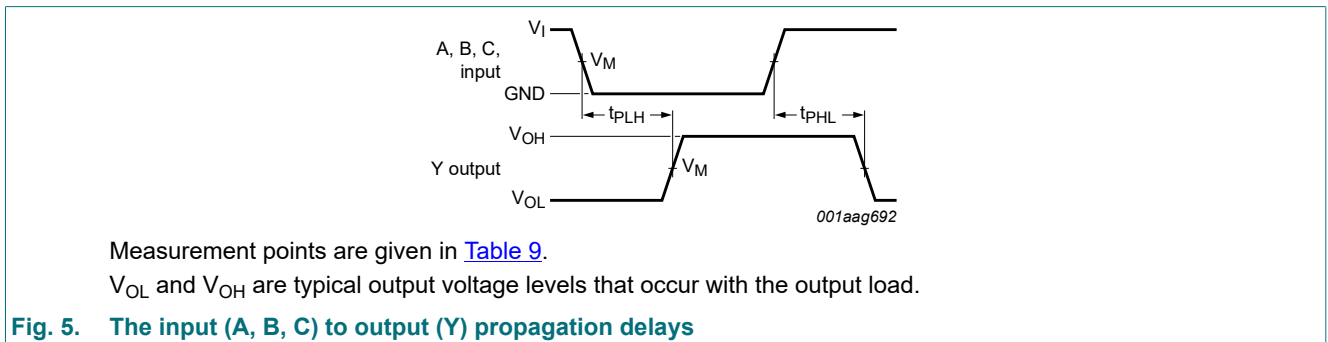 V_I
A, B, C,
input
V_M
GND
t_PLH
t_PHL
V_OH
Y output
V_M
V_OL
001aag692
Measurement points are given in Table 9.
V_OL and V_OH are typical output voltage levels that occur with the output load.
Fig. 5. The input (A, B, C) to output (Y) propagation delays